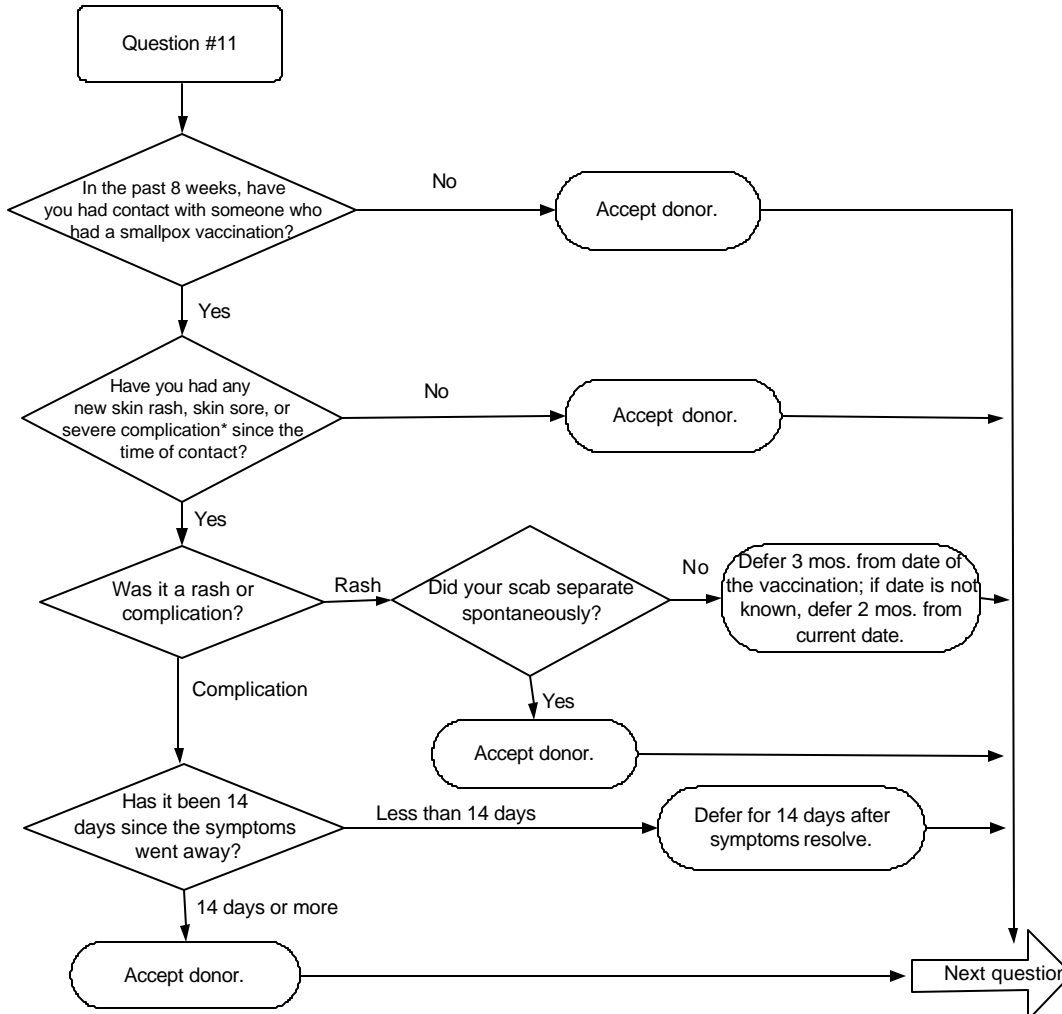 Question #11
In the past 8 weeks, have
you had contact with someone who
had a smallpox vaccination?
No
Accept donor.
Yes
Have you had any
new skin rash, skin sore, or
severe complication* since the
time of contact?
No
Accept donor.
Yes
Was it a rash or
complication?
Rash
Did your scab separate
spontaneously?
No
Defer 3 mos. from date of
the vaccination; if date is not
known, defer 2 mos. from
current date.
Complication
Yes
Accept donor.
Has it been 14
days since the symptoms
went away?
Less than 14 days
Defer for 14 days after
symptoms resolve.
14 days or more
Accept donor.
Next question